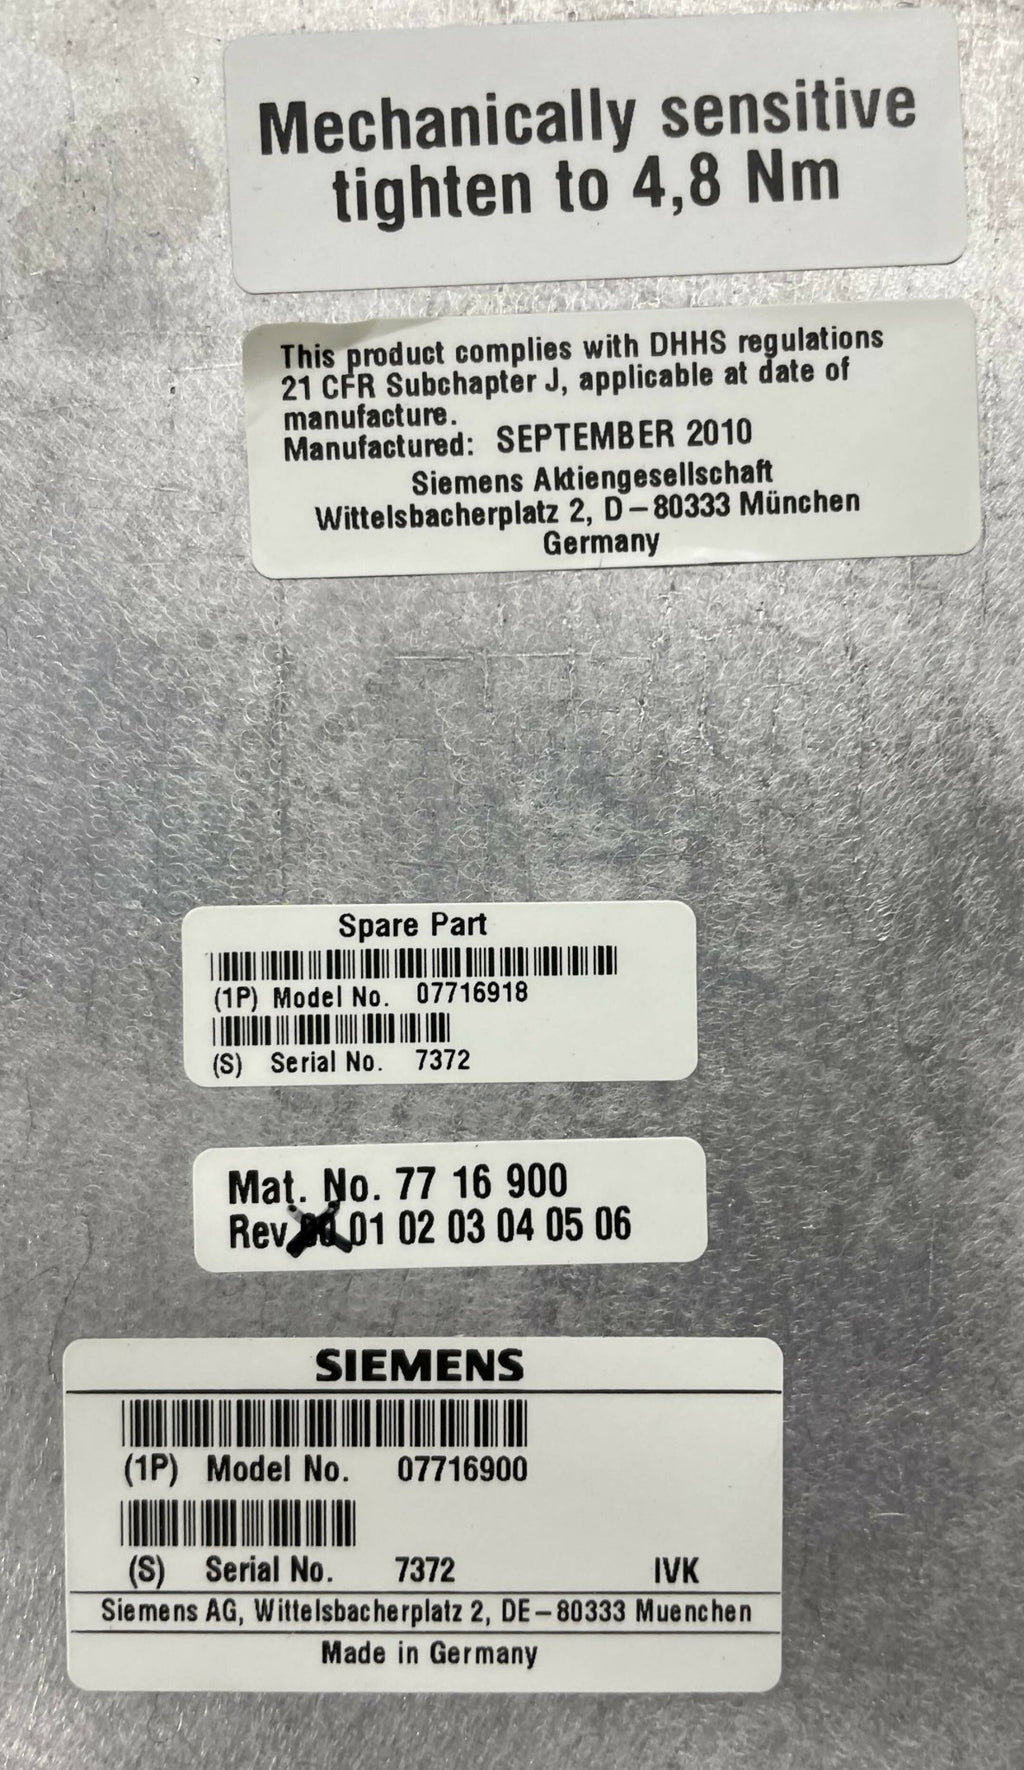 Mechanically sensitive
tighten to 4,8 Nm
This product complies with DHHS regulations
21 CFR Subchapter J, applicable at date of
manufacture.
Manufactured: SEPTEMBER 2010
Siemens Aktiengesellschaft
Wittelsbacherplatz 2, D–80333 München
Germany
Spare Part
(1P) Model No. 07716918
(S) Serial No. 7372
Mat. No. 77 16 900
Rev 01 02 03 04 05 06
SIEMENS
(1P) Model No. 07716900
(S) Serial No. 7372 IVK
Siemens AG, Wittelsbacherplatz 2, DE–80333 Muenchen
Made in Germany